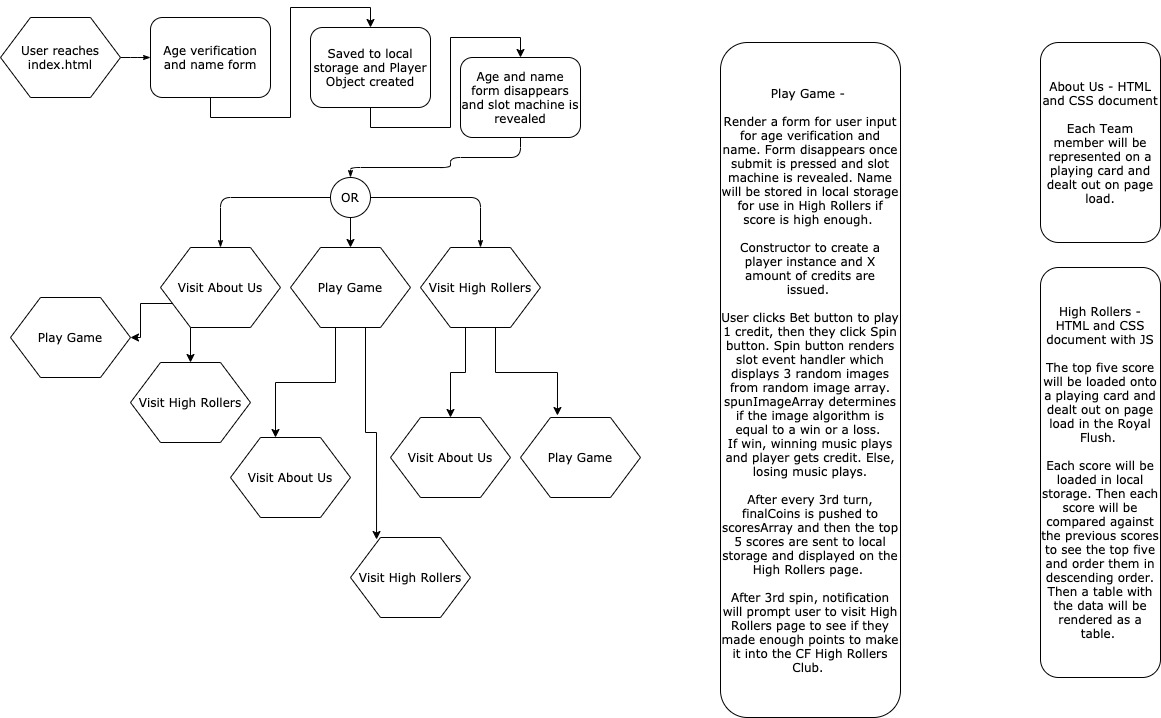 User reaches
index.html
Age verification
and name form
Saved to local
storage and Player
Object created
Age and name
form disappears
and slot machine is
revealed
OR
Visit About Us
Play Game
Visit High Rollers
Play Game
Visit High Rollers
Visit About Us
Visit High Rollers
Visit About Us
Play Game
Play Game -
Render a form for user input
for age verification and
name. Form disappears once
submit is pressed and slot
machine is revealed. Name
will be stored in local storage
for use in High Rollers if
score is high enough.
Constructor to create a
player instance and X
amount of credits are
issued.
User clicks Bet button to play
1 credit, then they click Spin
button. Spin button renders
slot event handler which
displays 3 random images
from random image array.
spunImageArray determines
if the image algorithm is
equal to a win or a loss.
If win, winning music plays
and player gets credit. Else,
losing music plays.
After every 3rd turn,
finalCoins is pushed to
scoresArray and then the top
5 scores are sent to local
storage and displayed on the
High Rollers page.
After 3rd spin, notification
will prompt user to visit High
Rollers page to see if they
made enough points to make
it into the CF High Rollers
Club.
About Us - HTML
and CSS document
Each Team
member will be
represented on a
playing card and
dealt out on page
load.
High Rollers -
HTML and CSS
document with JS
The top five score
will be loaded onto
a playing card and
dealt out on page
load in the Royal
Flush.
Each score will be
loaded in local
storage. Then each
score will be
compared against
the previous scores
to see the top five
and order them in
descending order.
Then a table with
the data will be
rendered as a
table.